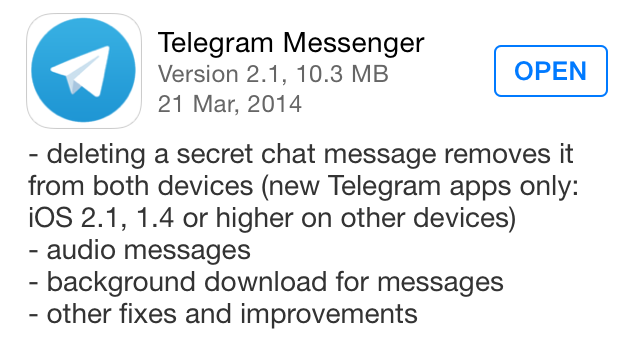 Telegram Messenger
Version 2.1, 10.3 MB
21 Mar, 2014
OPEN
- deleting a secret chat message removes it
from both devices (new Telegram apps only:
iOS 2.1, 1.4 or higher on other devices)
- audio messages
- background download for messages
- other fixes and improvements